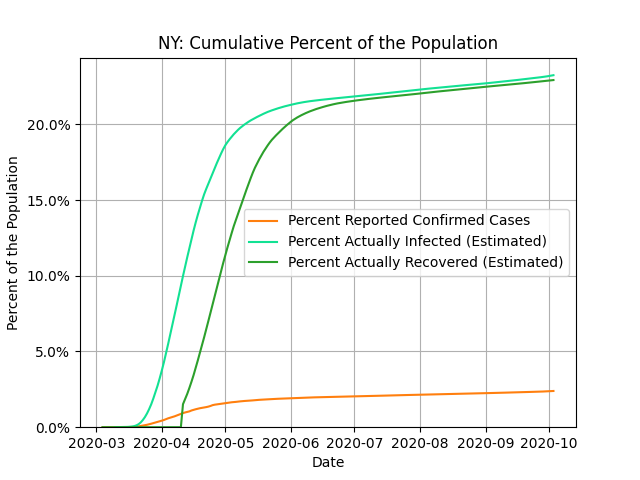 NY: Cumulative Percent of the Population
Percent of the Population
20.0%
15.0%
10.0%
5.0%
0.0%
Percent Reported Confirmed Cases
Percent Actually Infected (Estimated)
Percent Actually Recovered (Estimated)
2020-03 2020-04 2020-05 2020-06 2020-07 2020-08 2020-09 2020-10
Date